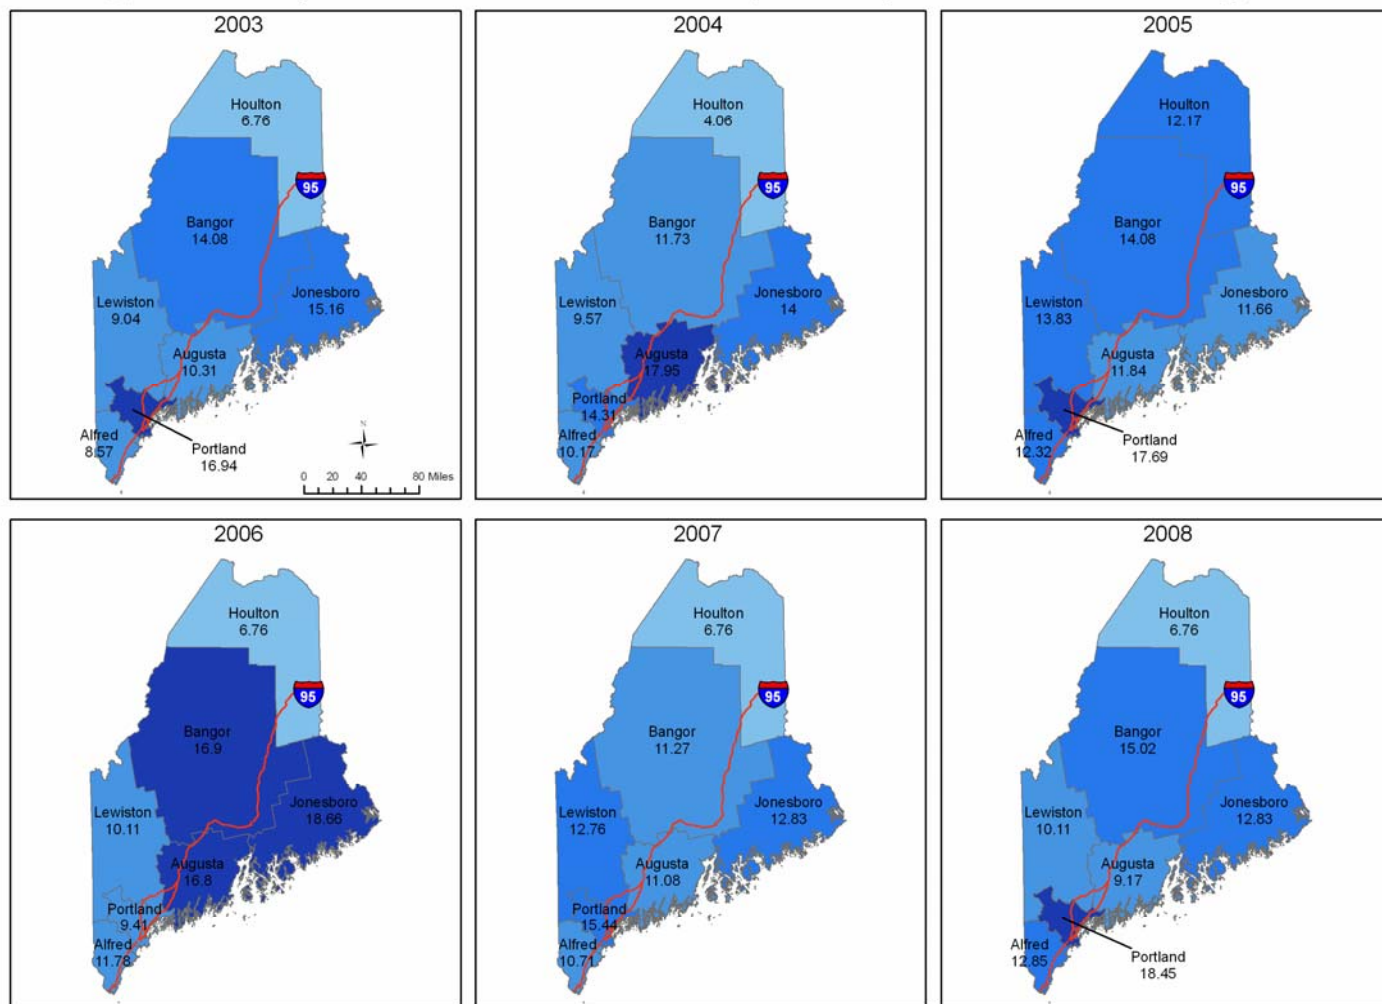 2003
Houlton
6.76
95
Bangor
14.08
Lewiston
9.04
Jonesboro
15.16
Augusta
10.31
Alfred
8.57
Portland
16.94
N
0 20 40 80 Miles
2004
Houlton
4.06
95
Bangor
11.73
Lewiston
9.57
Jonesboro
14
Augusta
17.95
Portland
14.31
Alfred
10.17
2005
Houlton
12.17
95
Bangor
14.08
Lewiston
13.83
Jonesboro
11.66
Augusta
11.84
Alfred
12.32
Portland
17.69
2006
Houlton
6.76
95
Bangor
16.9
Lewiston
10.11
Jonesboro
18.66
Augusta
16.8
Portland
9.41
Alfred
11.78
2007
Houlton
6.76
95
Bangor
11.27
Lewiston
12.76
Jonesboro
12.83
Augusta
11.08
Portland
15.44
Alfred
10.71
2008
Houlton
6.76
95
Bangor
15.02
Lewiston
10.11
Jonesboro
12.83
Augusta
9.17
Alfred
12.85
Portland
18.45